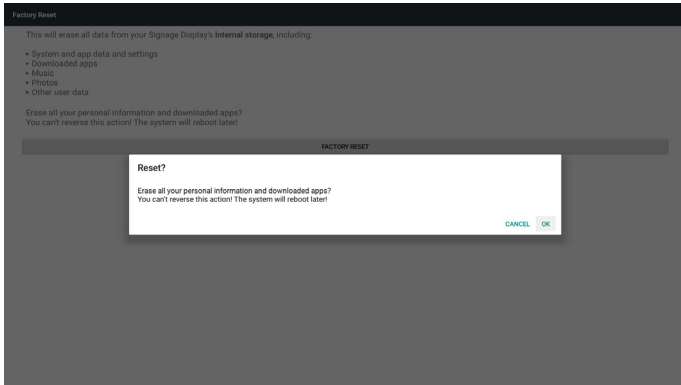 Factory Reset
This will erase all data from your Signage Display's internal storage, including:
• System and app data and settings
• Downloaded apps
• Music
• Photos
• Other user data
Erase all your personal information and downloaded apps?
You can't reverse this action! The system will reboot later!
FACTORY RESET
Reset?
Erase all your personal information and downloaded apps?
You can't reverse this action! The system will reboot later!
CANCEL OK